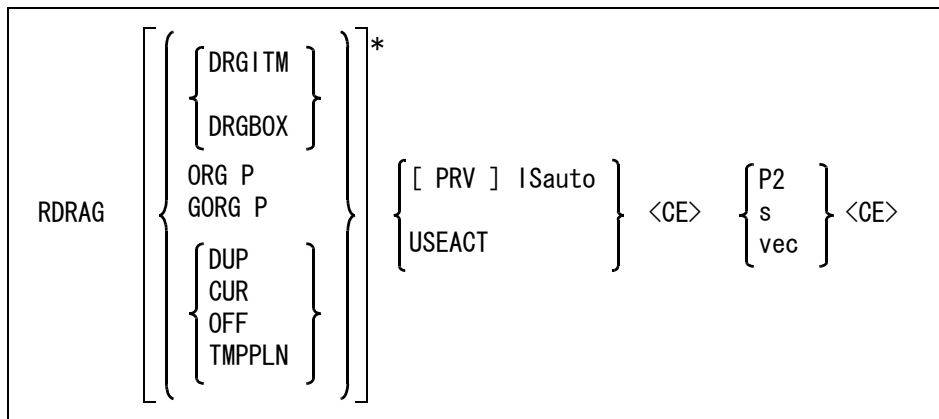 *
DRGITM
DRGBOX
ORG P
GORG P
RDRAG
[ PRV ] ISauto
USEACT
<CE>
P2
s
vec
<CE>
DUP
CUR
OFF
TMPPLN